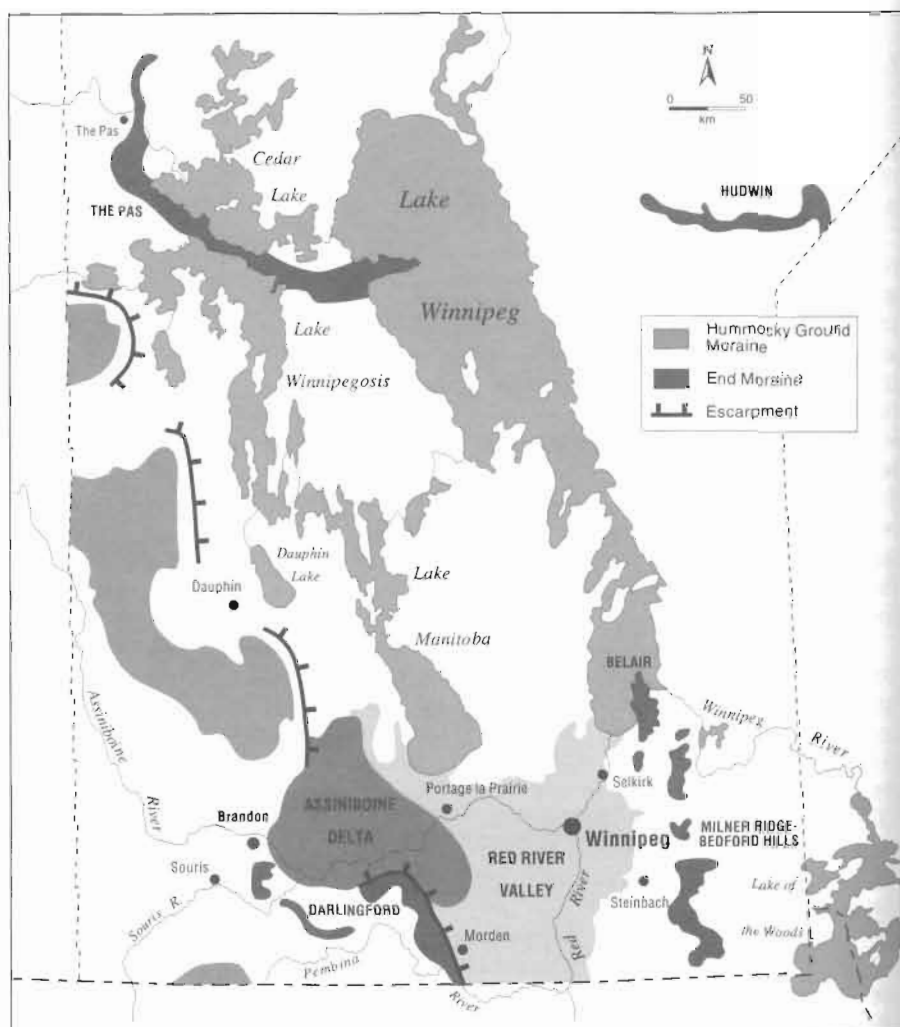 N
0 50
km
The Pas
Cedar
Lake
THE PAS
Lake
HUDWIN
Winnipeg
Lake
Winnipegosis
Hummocky Ground
Moraine
End Moraine
Escarpment
Dauphin
Lake
Dauphin
Lake
Manitoba
BELAIR
Assiniboine
River
Winnipeg
River
Selkirk
Portage la Prairie
ASSINIBOINE
DELTA
Brandon
Winnipeg
MILNER RIDGE-
BEDFORD HILLS
RED RIVER
VALLEY
Souris
Steinbach
Lake of
the Woods
DARLINGFORD
Souris R.
Morden
Red
River
Pembina
River